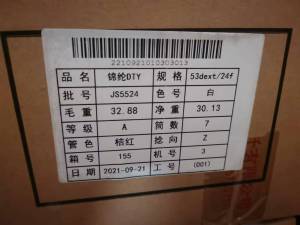 2210921010303013
品名 锦纶DTY 规格 53dext/24f
批号 JS5524 色号 白
毛重 32.88 净重 30.13
等级 A 筒数 7
管色 桔红 捻向 Z
箱号 155 机号 3
日期 2021-09-21 工号 (001)